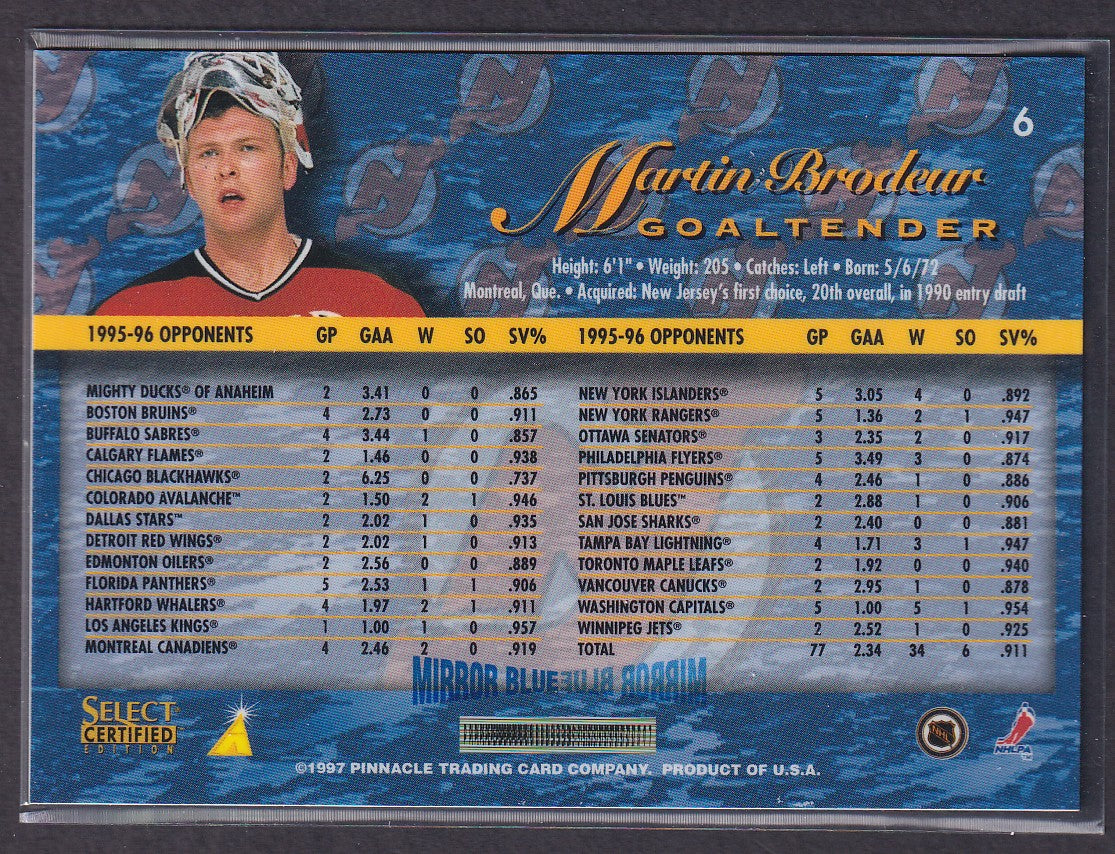 6
Martin Brodeur
GOALTENDER
Height: 6'1" • Weight: 205 • Catches: Left • Born: 5/6/72
Montreal, Que. • Acquired: New Jersey's first choice, 20th overall, in 1990 entry draft
1995-96 OPPONENTS GP GAA W SO SV%
MIGHTY DUCKS® OF ANAHEIM 2 3.41 0 0 .865
BOSTON BRUINS® 4 2.73 0 0 .911
BUFFALO SABRES® 4 3.44 1 0 .857
CALGARY FLAMES® 2 1.46 0 0 .938
CHICAGO BLACKHAWKS® 2 6.25 0 0 .737
COLORADO AVALANCHE™ 2 1.50 2 1 .946
DALLAS STARS™ 2 2.02 1 0 .935
DETROIT RED WINGS® 2 2.02 1 0 .913
EDMONTON OILERS® 2 2.56 0 0 .889
FLORIDA PANTHERS® 5 2.53 1 1 .906
HARTFORD WHALERS® 4 1.97 2 1 .911
LOS ANGELES KINGS® 1 1.00 1 0 .957
MONTREAL CANADIENS® 4 2.46 2 0 .919
1995-96 OPPONENTS GP GAA W SO SV%
NEW YORK ISLANDERS® 5 3.05 4 0 .892
NEW YORK RANGERS® 5 1.36 2 1 .947
OTTAWA SENATORS® 3 2.35 2 0 .917
PHILADELPHIA FLYERS® 5 3.49 3 0 .874
PITTSBURGH PENGUINS® 4 2.46 1 0 .886
ST. LOUIS BLUES™ 2 2.88 1 0 .906
SAN JOSE SHARKS® 2 2.40 0 0 .881
TAMPA BAY LIGHTNING® 4 1.71 3 1 .947
TORONTO MAPLE LEAFS® 2 1.92 0 0 .940
VANCOUVER CANUCKS® 2 2.95 1 0 .878
WASHINGTON CAPITALS® 5 1.00 5 1 .954
WINNIPEG JETS® 2 2.52 1 0 .925
TOTAL 77 2.34 34 6 .911
MIRROR BLUE MIRROR BLUE
SELECT
CERTIFIED
EDITION
NHL
NHLPA
©1997 PINNACLE TRADING CARD COMPANY. PRODUCT OF U.S.A.